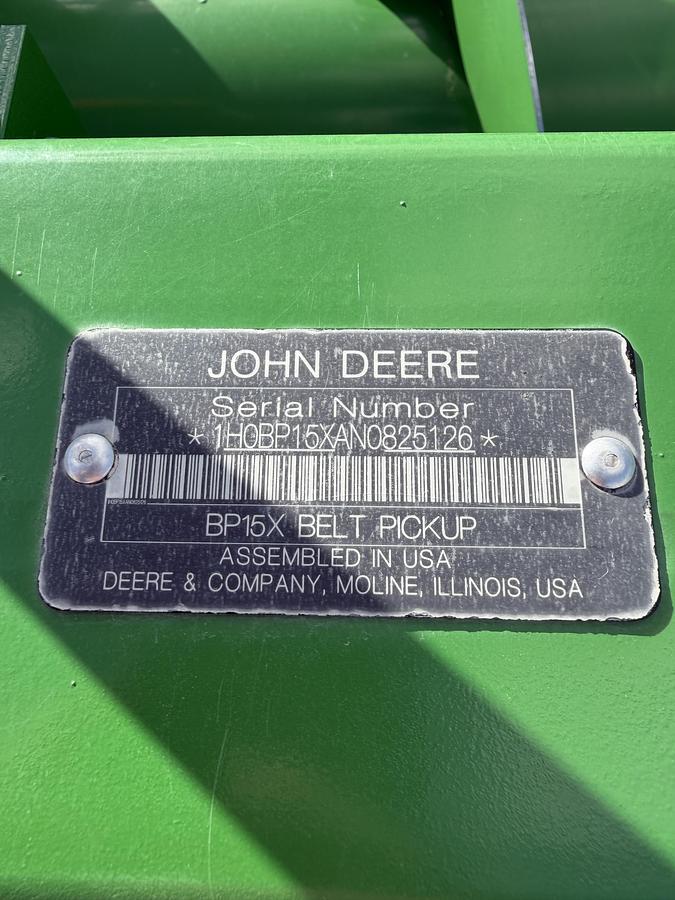 JOHN DEERE
Serial Number
*1H0BP15XAN0825126*
BP15X BELT PICKUP
ASSEMBLED IN USA
DEERE & COMPANY, MOLINE, ILLINOIS, USA